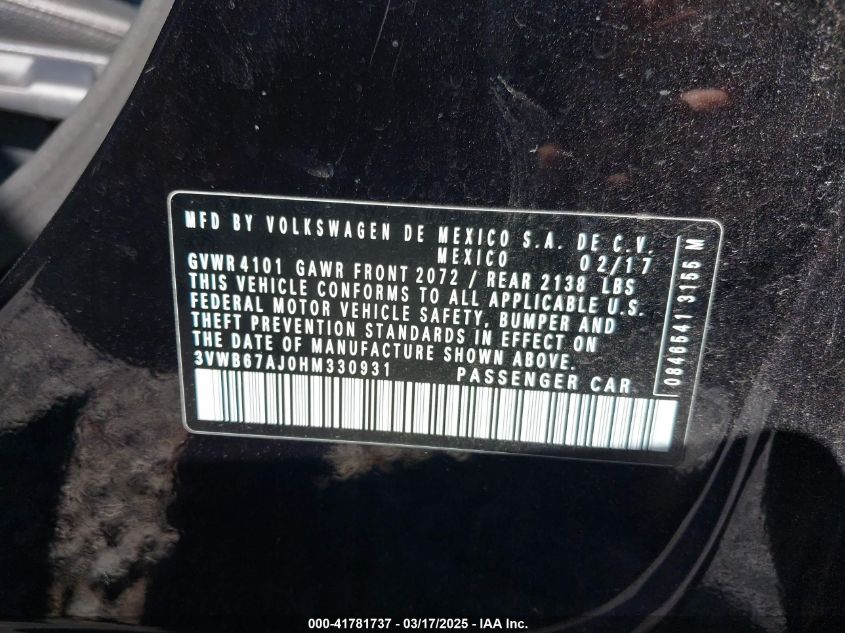 MFD BY VOLKSWAGEN DE MEXICO S.A. DE C.V.
MEXICO 02/17
GVWR 4101 GAWR FRONT 2072 / REAR 2138 LBS
THIS VEHICLE CONFORMS TO ALL APPLICABLE U.S.
FEDERAL MOTOR VEHICLE SAFETY, BUMPER AND
THEFT PREVENTION STANDARDS IN EFFECT ON
THE DATE OF MANUFACTURE SHOWN ABOVE.
3VWB67AJ0HM330931 PASSENGER CAR
0846641 3155 M
000-41781737 - 03/17/2025 - IAA Inc.